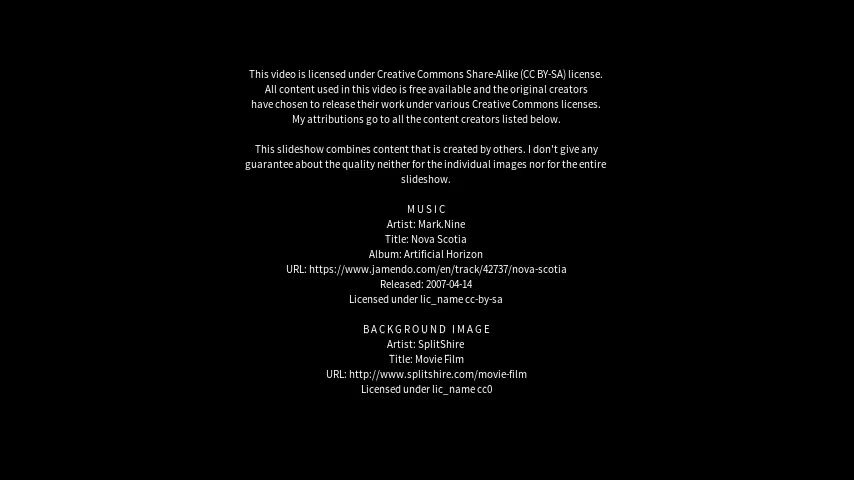 This video is licensed under Creative Commons Share-Alike (CC BY-SA) license.
All content used in this video is free available and the original creators
have chosen to release their work under various Creative Commons licenses.
My attributions go to all the content creators listed below.
This slideshow combines content that is created by others. I don't give any
guarantee about the quality neither for the individual images nor for the entire
slideshow.
MUSIC
Artist: Mark.Nine
Title: Nova Scotia
Album: Artificial Horizon
URL: https://www.jamendo.com/en/track/42737/nova-scotia
Released: 2007-04-14
Licensed under lic_name cc-by-sa
BACKGROUND IMAGE
Artist: SplitShire
Title: Movie Film
URL: http://www.splitshire.com/movie-film
Licensed under lic_name cc0